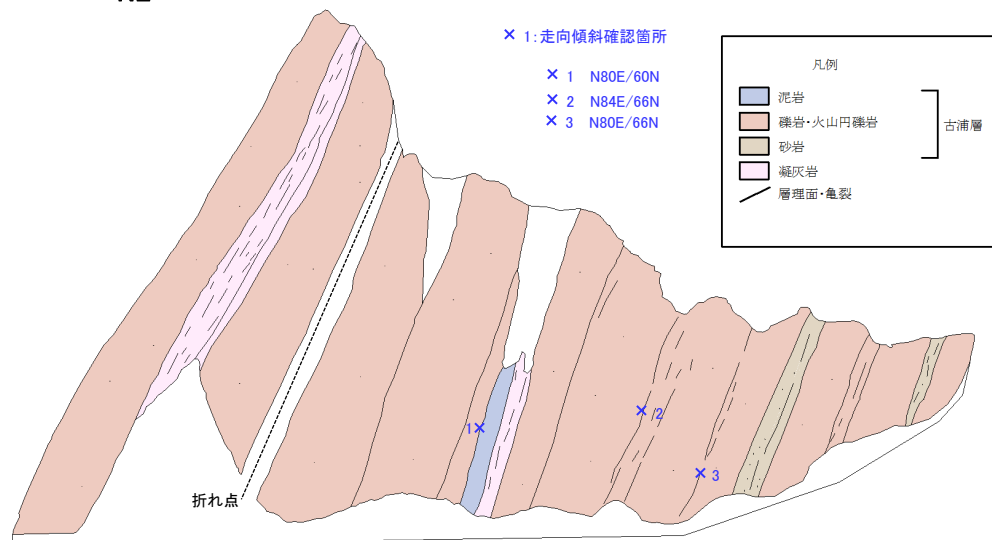 × 1:走向傾斜確認箇所
× 1 N80E/60N
× 2 N84E/66N
× 3 N80E/66N
凡例
泥岩
礫岩・火山円礫岩
砂岩
古浦層
凝灰岩
層理面・亀裂
1×
×2
×3
折れ点